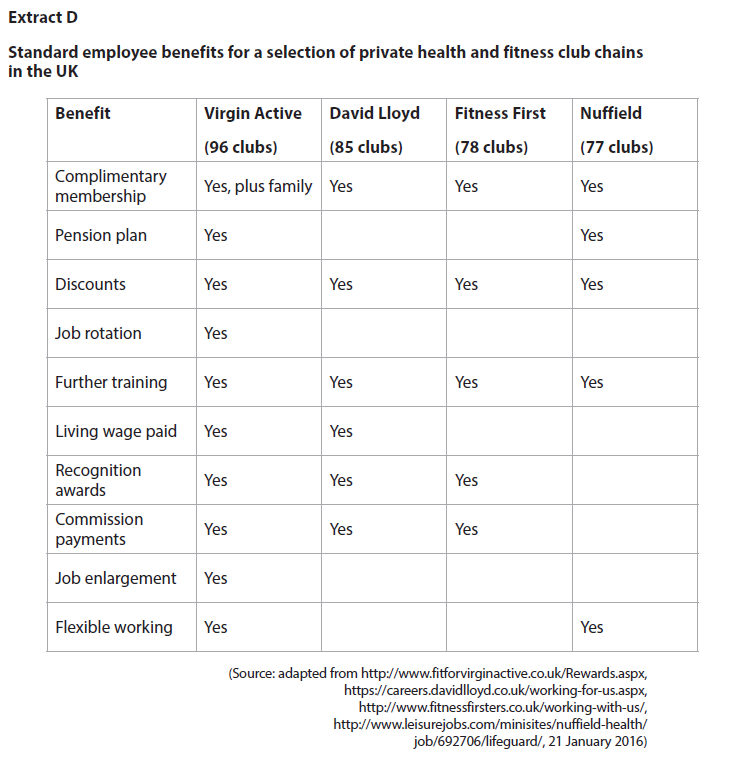 Extract D
Standard employee benefits for a selection of private health and fitness club chains
in the UK
Benefit Virgin Active David Lloyd Fitness First Nuffield
(96 clubs) (85 clubs) (78 clubs) (77 clubs)
Complimentary
membership Yes, plus family Yes Yes Yes
Pension plan Yes Yes
Discounts Yes Yes Yes Yes
Job rotation Yes
Further training Yes Yes Yes Yes
Living wage paid Yes Yes
Recognition
awards Yes Yes Yes
Commission
payments Yes Yes Yes
Job enlargement Yes
Flexible working Yes Yes
(Source: adapted from http://www.fitforvirginactive.co.uk/Rewards.aspx,
https://careers.davidlloyd.co.uk/working-for-us.aspx,
http://www.fitnessfirsters.co.uk/working-with-us/,
http://www.leisurejobs.com/minisites/nuffield-health/
job/692706/lifeguard/, 21 January 2016)